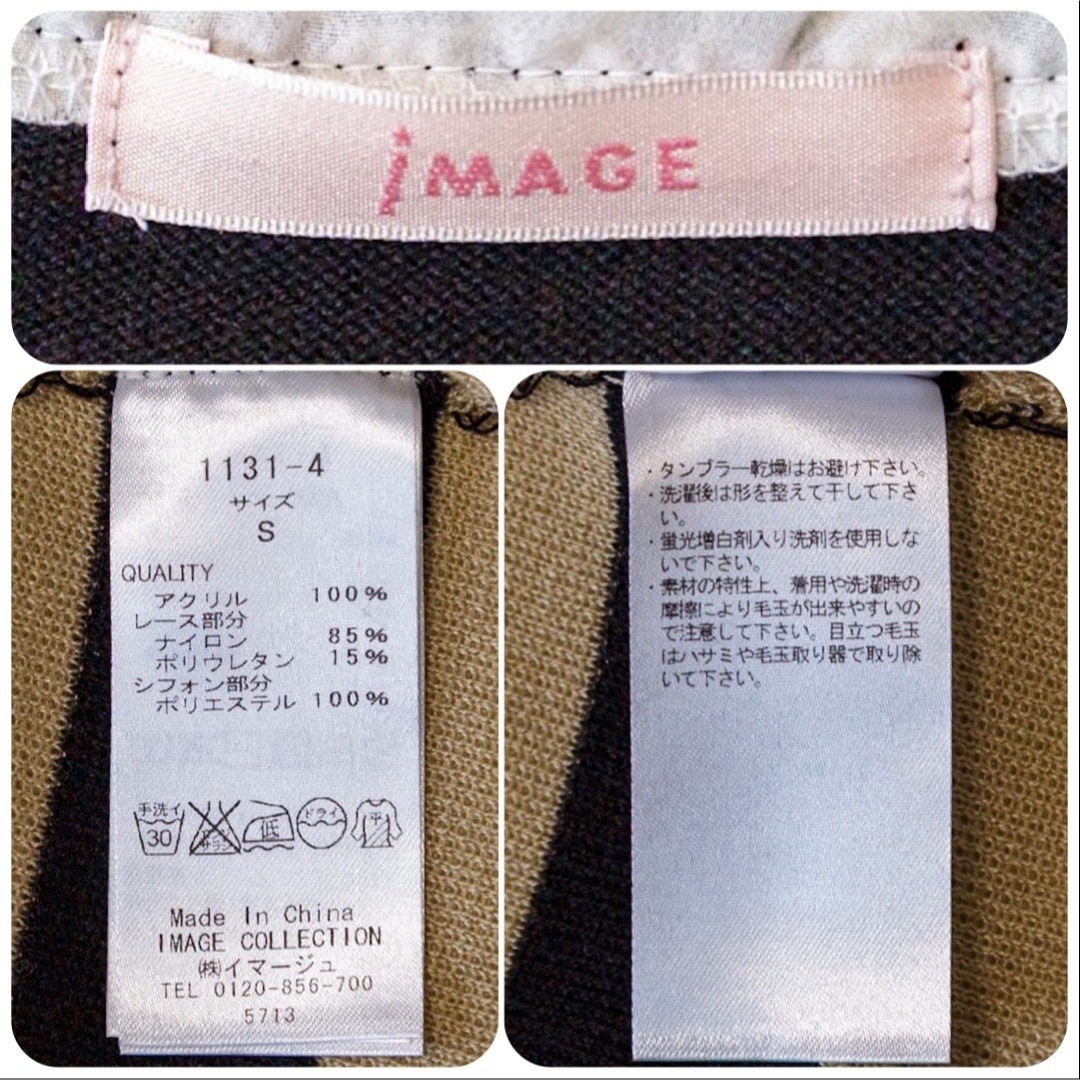 iMAGE
1131-4
サイズ
S
QUALITY
アクリル 100%
レース部分
ナイロン 85%
ポリウレタン 15%
シフォン部分
ポリエステル 100%
手洗イ
30
エンソ
サラシ
低
ドライ
平
Made In China
IMAGE COLLECTION
㈱イマージュ
TEL 0120-856-700
5713
・タンブラー乾燥はお避け下さい。
・洗濯後は形を整えて干して下さ
い。
・蛍光増白剤入り洗剤を使用しな
いで下さい。
・素材の特性上、着用や洗濯時の
摩擦により毛玉が出来やすいの
で注意して下さい。目立つ毛玉
はハサミや毛玉取り器で取り除
いて下さい。